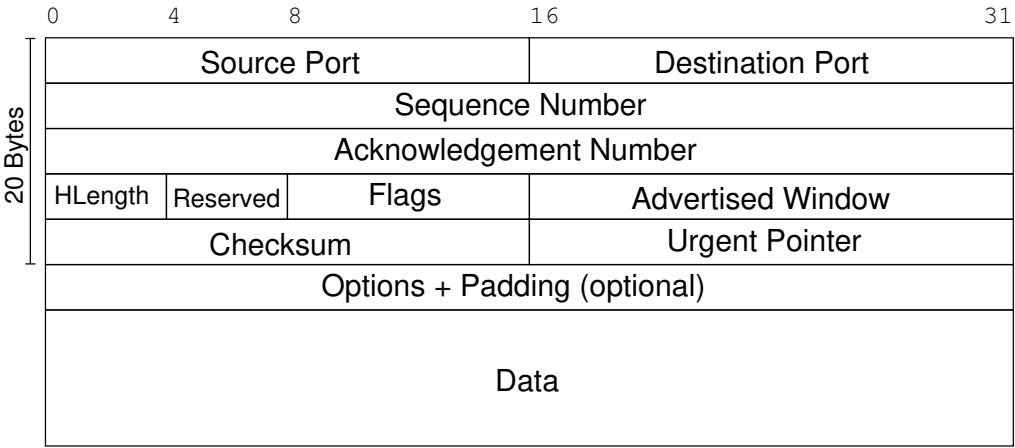 0 4 8 16 31
Source Port Destination Port
Sequence Number
Acknowledgement Number
HLength Reserved Flags Advertised Window
Checksum Urgent Pointer
Options + Padding (optional)
Data
20 Bytes